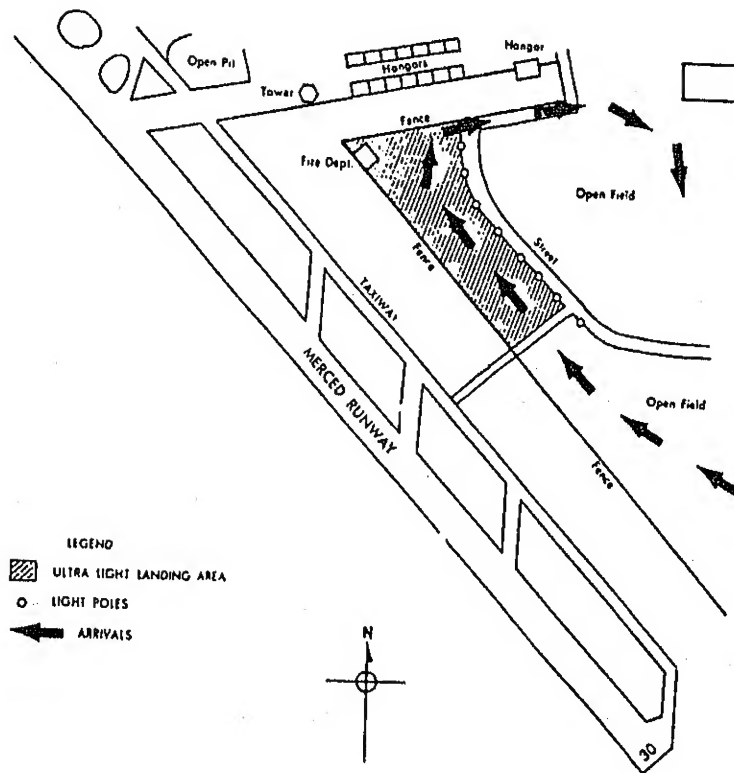 Open Pit
Tower
Hangars
Hangar
Fence
Fire Dept.
Open Field
Street
Fence
TAXIWAY
MERCED RUNWAY
Open Field
Fence
LEGEND
ULTRA LIGHT LANDING AREA
LIGHT POLES
ARRIVALS
N
30